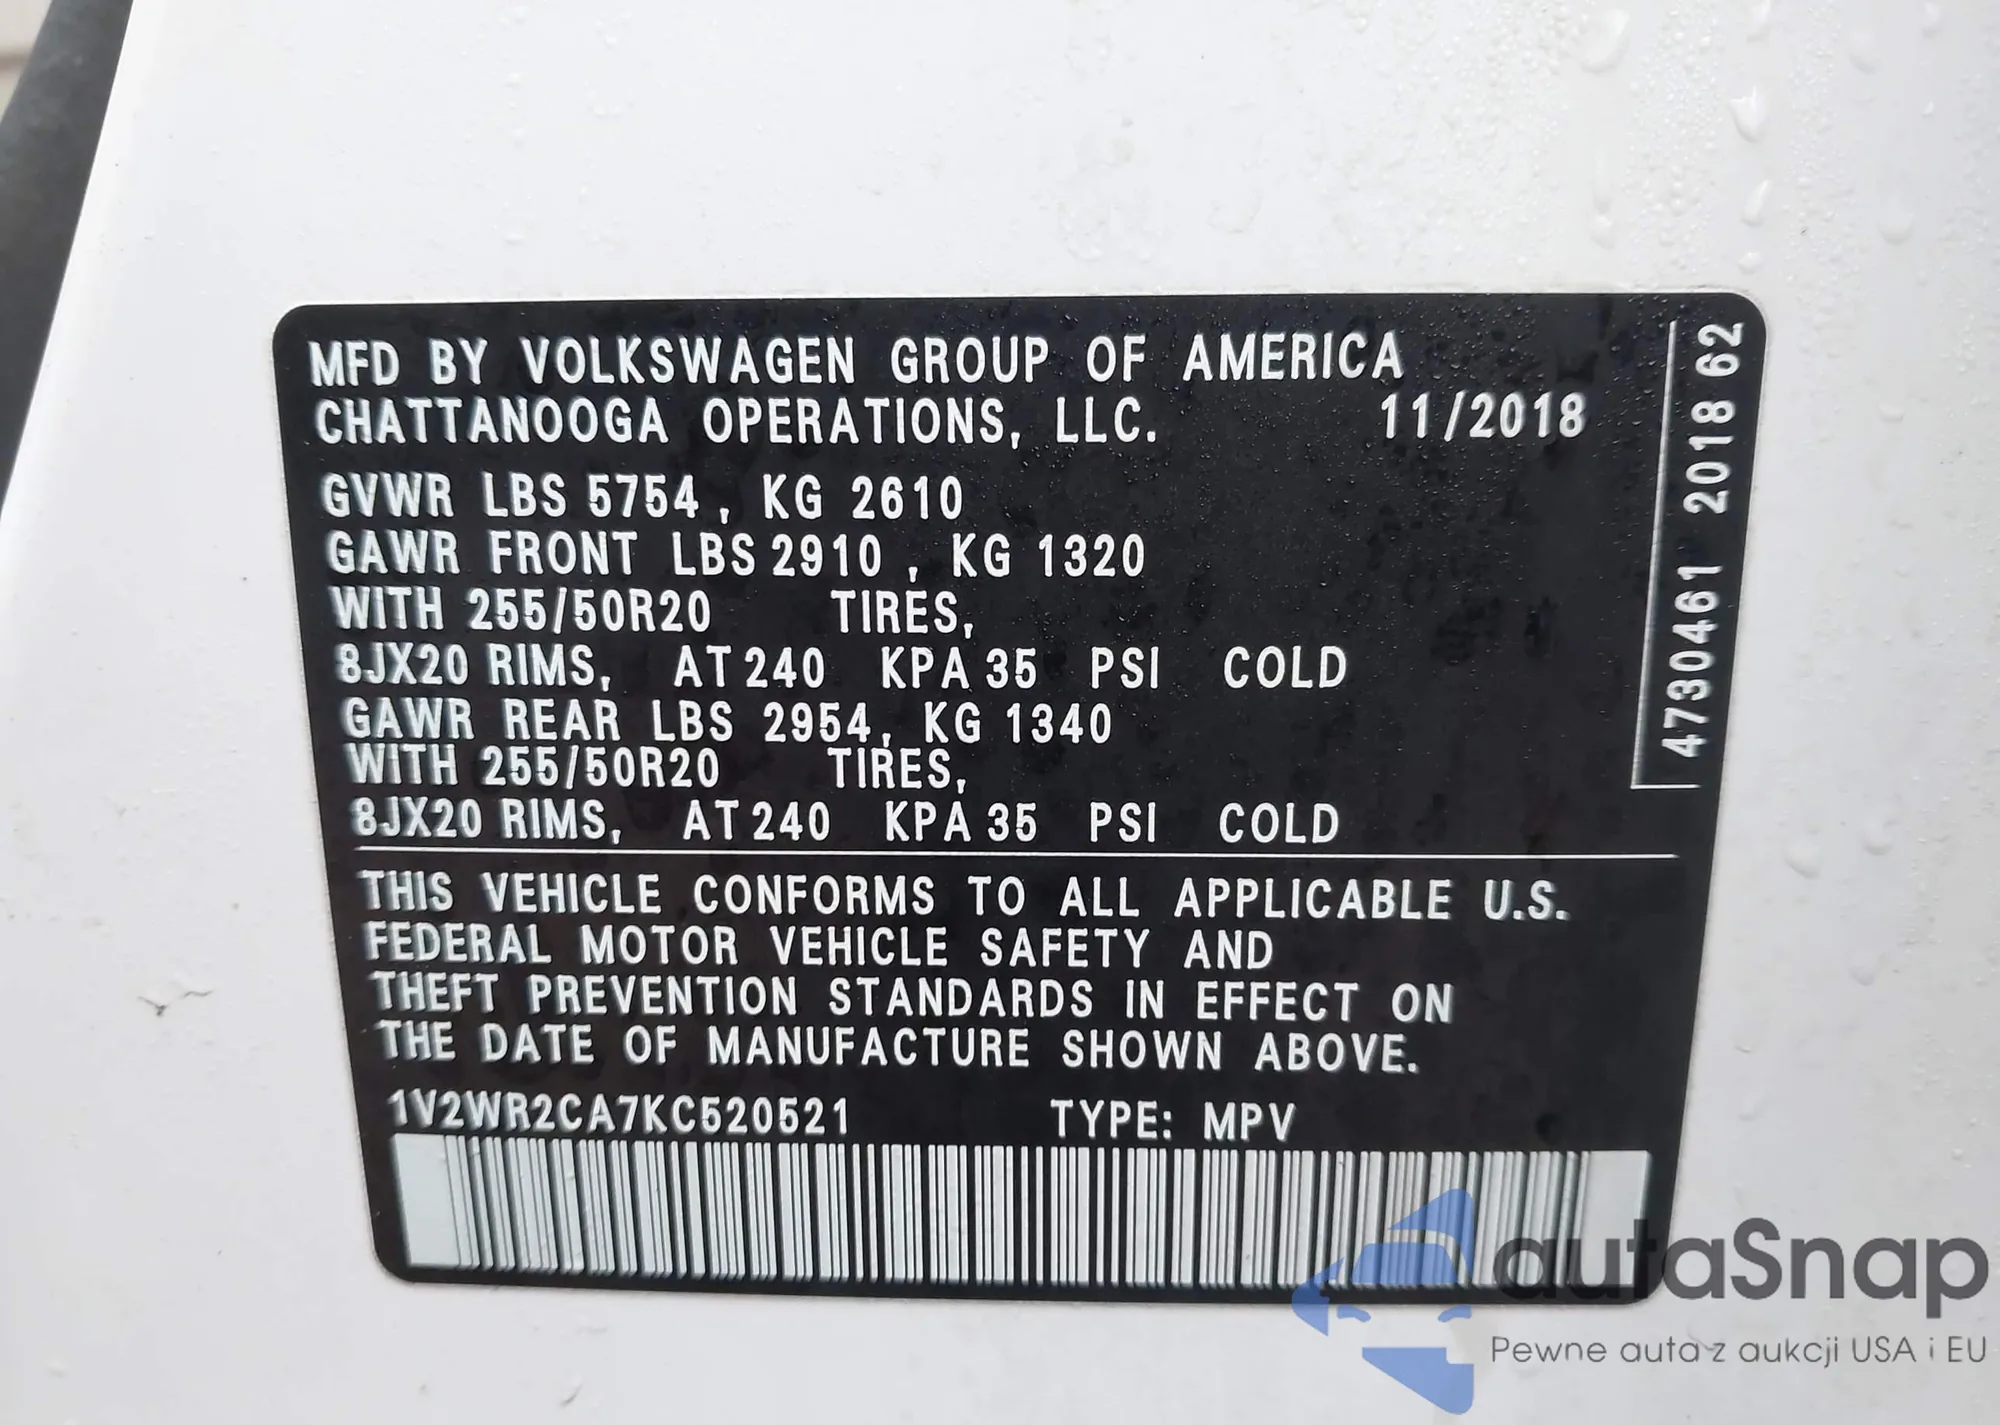 MFD BY VOLKSWAGEN GROUP OF AMERICA
CHATTANOOGA OPERATIONS, LLC. 11/2018
GVWR LBS 5754, KG 2610
GAWR FRONT LBS 2910, KG 1320
WITH 255/50R20 TIRES,
8JX20 RIMS, AT 240 KPA 35 PSI COLD
GAWR REAR LBS 2954, KG 1340
WITH 255/50R20 TIRES,
8JX20 RIMS, AT 240 KPA 35 PSI COLD
THIS VEHICLE CONFORMS TO ALL APPLICABLE U.S.
FEDERAL MOTOR VEHICLE SAFETY AND
THEFT PREVENTION STANDARDS IN EFFECT ON
THE DATE OF MANUFACTURE SHOWN ABOVE.
1V2WR2CA7KC520521 TYPE: MPV
4730461 2018 62
autaSnap
Pewne auta z aukcji USA i EU